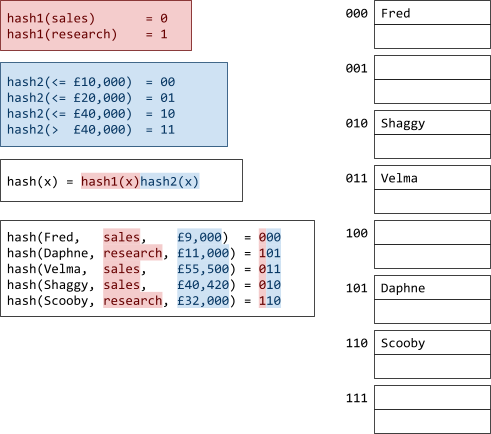 hash1(sales) = 0
hash1(research) = 1
hash2(<= £10,000) = 00
hash2(<= £20,000) = 01
hash2(<= £40,000) = 10
hash2(> £40,000) = 11
hash(x) = hash1(x)hash2(x)
hash(Fred, sales, £9,000) = 000
hash(Daphne, research, £11,000) = 101
hash(Velma, sales, £55,500) = 011
hash(Shaggy, sales, £40,420) = 010
hash(Scooby, research, £32,000) = 110
000 Fred
001
010 Shaggy
011 Velma
100
101 Daphne
110 Scooby
111